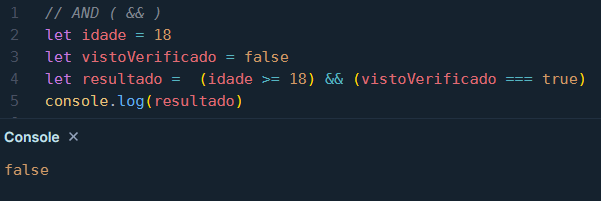 1 // AND ( && )
2 let idade = 18
3 let vistoVerificado = false
4 let resultado =  (idade >= 18) && (vistoVerificado === true)
5 console.log(resultado)
Console ×
false